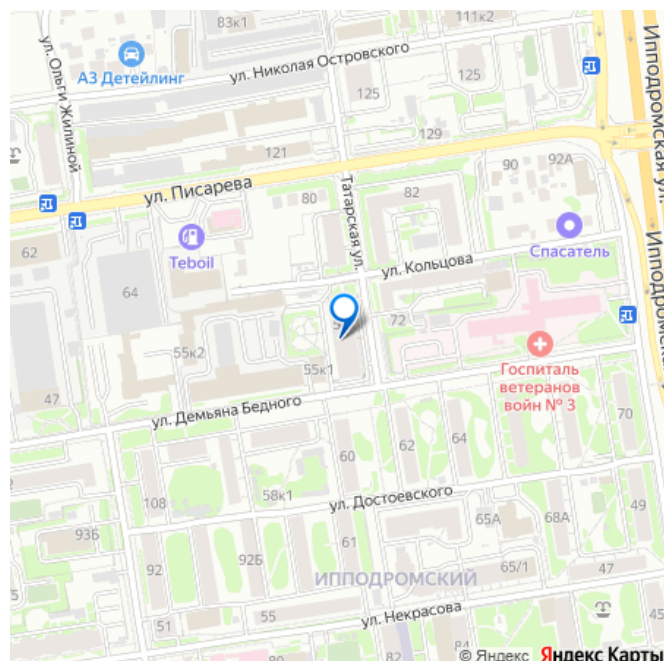 83к1
111к2
ул. Ольги Жилиной
АЗ Детейлинг
ул. Николая Островского
125
125
Ипподромская ул.
129
121
90
92А
ул. Писарева
80
Татарская ул.
82
62
Teboil
Спасатель
Ипподромская
64
ул. Кольцова
72
55к2
55к1
Госпиталь
ветеранов
войн № 3
47
ул. Демьяна Бедного
70
60
62
64
108
58к1
ул. Достоевского
49
93Б
92
92Б
61
65А
68А
ИППОДРОМСКИЙ
65/1
47
51
55
ул. Некрасова
82
84
© Яндекс Яндекс Карты